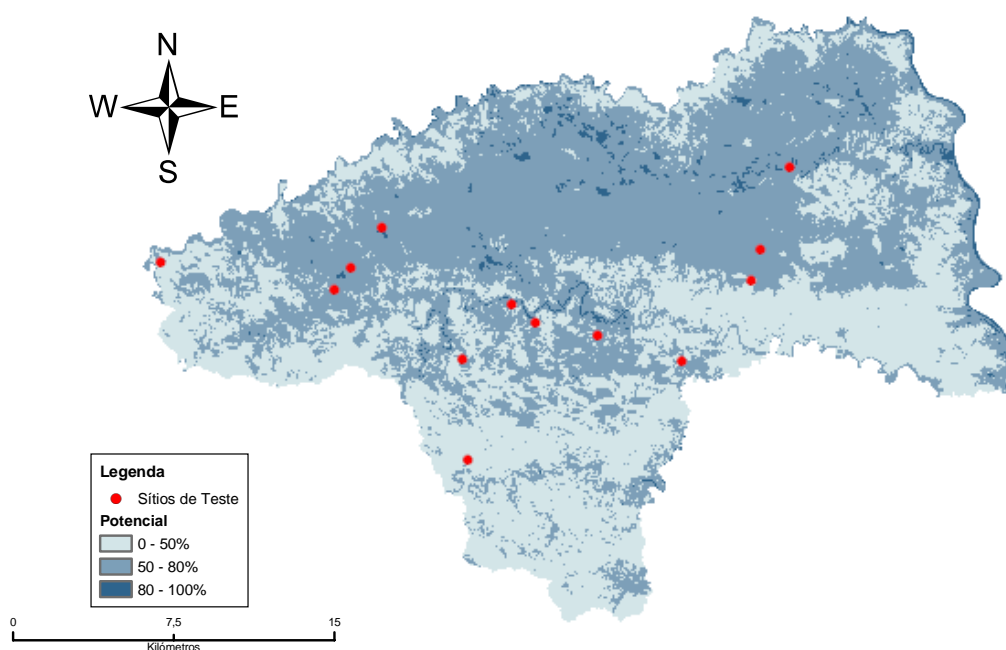 N
W E
S
Legenda
Sítios de Teste
Potencial
0 - 50%
50 - 80%
80 - 100%
0 7,5 15
Kilómetros